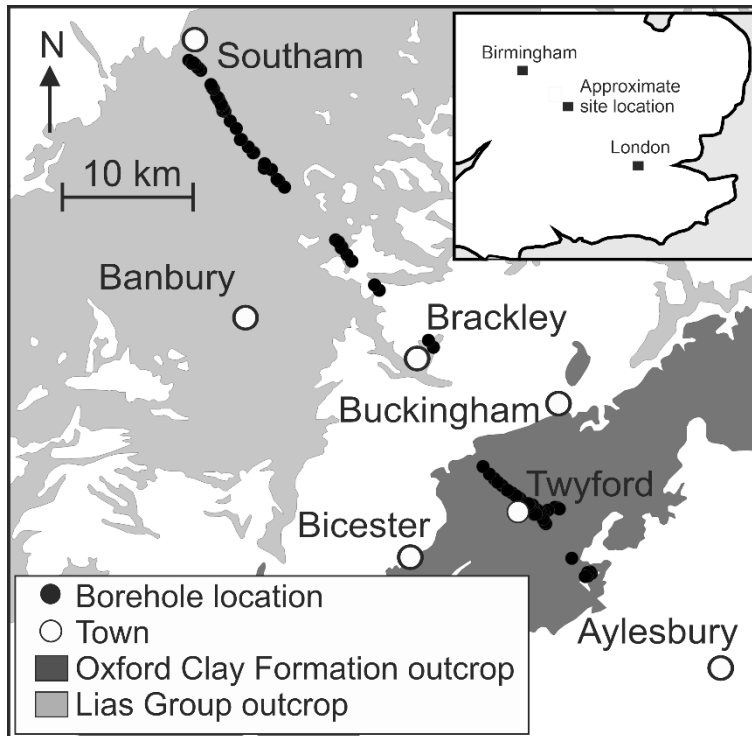 N
Southam
10 km
Banbury
Brackley
Buckingham
Twyford
Bicester
Aylesbury
Birmingham
Approximate
site location
London
Borehole location
Town
Oxford Clay Formation outcrop
Lias Group outcrop